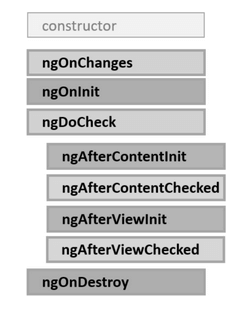 constructor
ngOnChanges
ngOnInit
ngDoCheck
ngAfterContentInit
ngAfterContentChecked
ngAfterViewInit
ngAfterViewChecked
ngOnDestroy